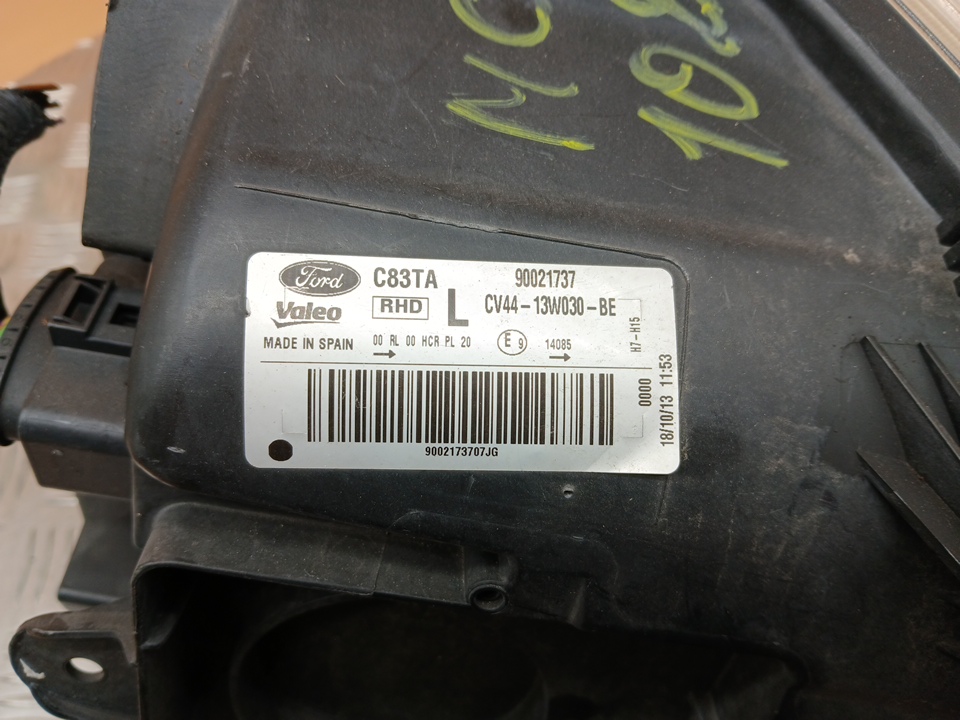 Ford
C83TA
90021737
Valeo
RHD
L
CV44-13W030-BE
MADE IN SPAIN
00 RL 00 HCR PL 20
E 9
14085
H7-H15
0000
18/10/13 11:53
9002173707JG